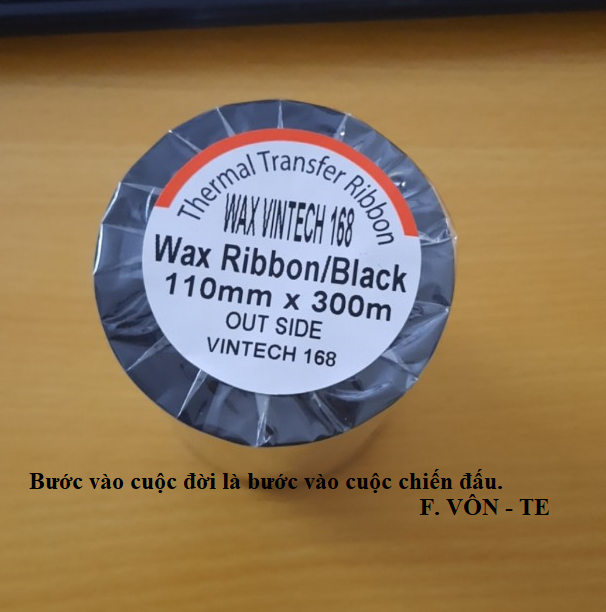 Thermal Transfer Ribbon
WAX VINTECH 168
Wax Ribbon/Black
110mm x 300m
OUT SIDE
VINTECH 168
Bước vào cuộc đời là bước vào cuộc chiến đấu.
F. VÔN - TE